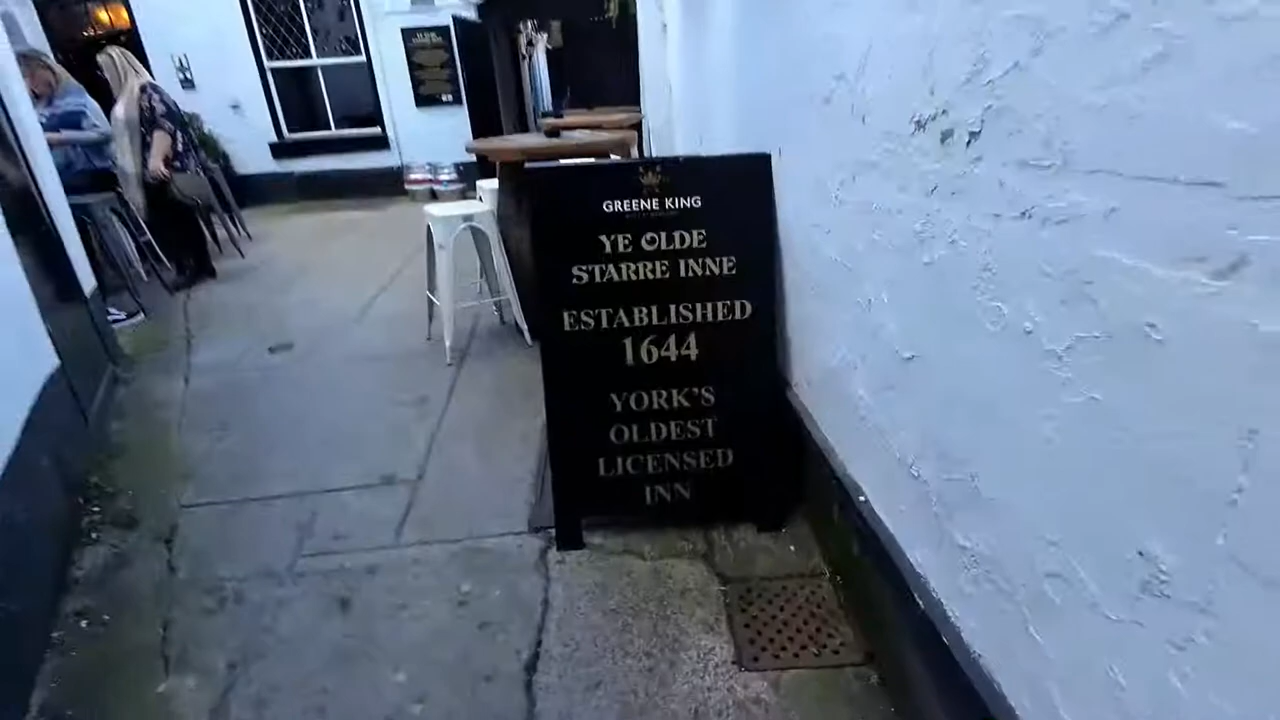 GREENE KING
YE OLDE
STARRE INNE
ESTABLISHED
1644
YORK'S
OLDEST
LICENSED
INN